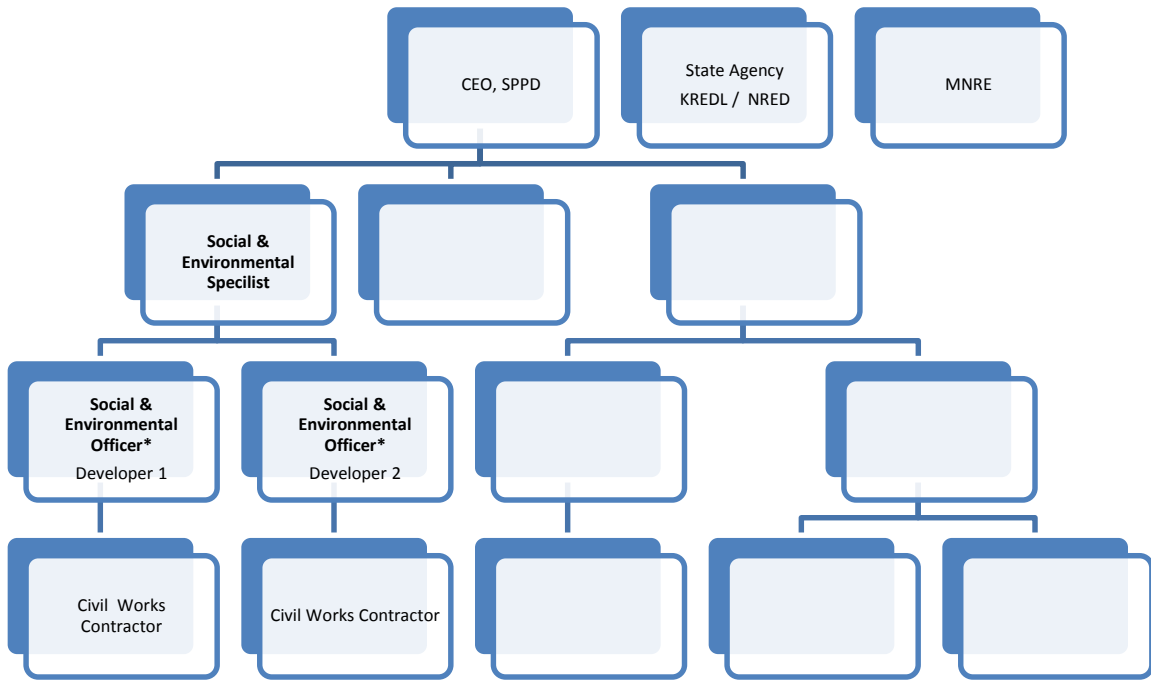 CEO, SPPD
State Agency
KREDL / NRED
MNRE
Social &
Environmental
Specilist
Social &
Environmental
Officer*
Developer 1
Social &
Environmental
Officer*
Developer 2
Civil Works
Contractor
Civil Works Contractor